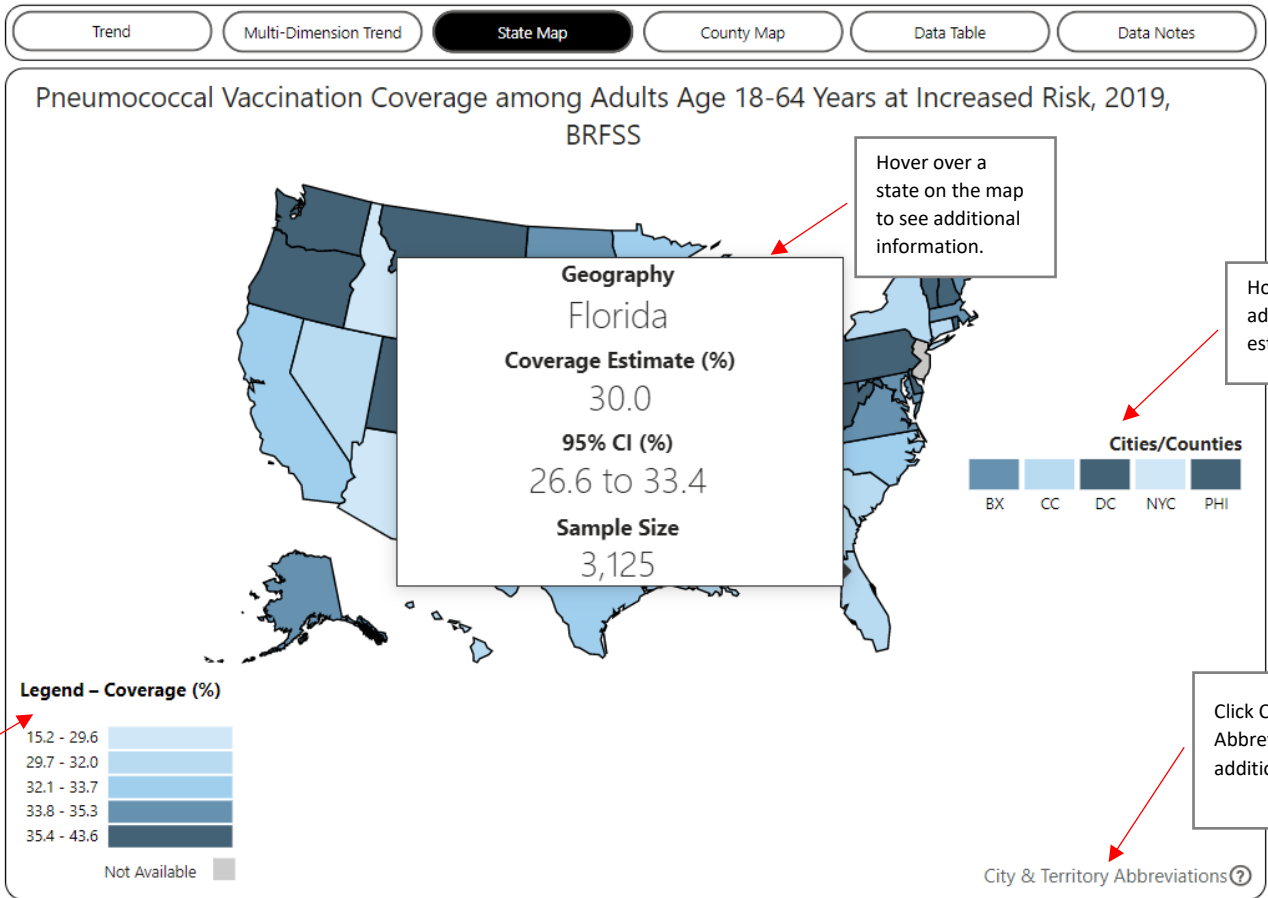 Trend
Multi-Dimension Trend
State Map
County Map
Data Table
Data Notes
Pneumococcal Vaccination Coverage among Adults Age 18-64 Years at Increased Risk, 2019,
BRFSS
Hover over a
state on the map
to see additional
information.
Geography
Florida
Coverage Estimate (%)
30.0
95% CI (%)
26.6 to 33.4
Sample Size
3,125
Cities/Counties
BX
CC
DC
NYC
PHI
Legend – Coverage (%)
15.2 - 29.6
29.7 - 32.0
32.1 - 33.7
33.8 - 35.3
35.4 - 43.6
Not Available
Click
City & Territory Abbreviations
?